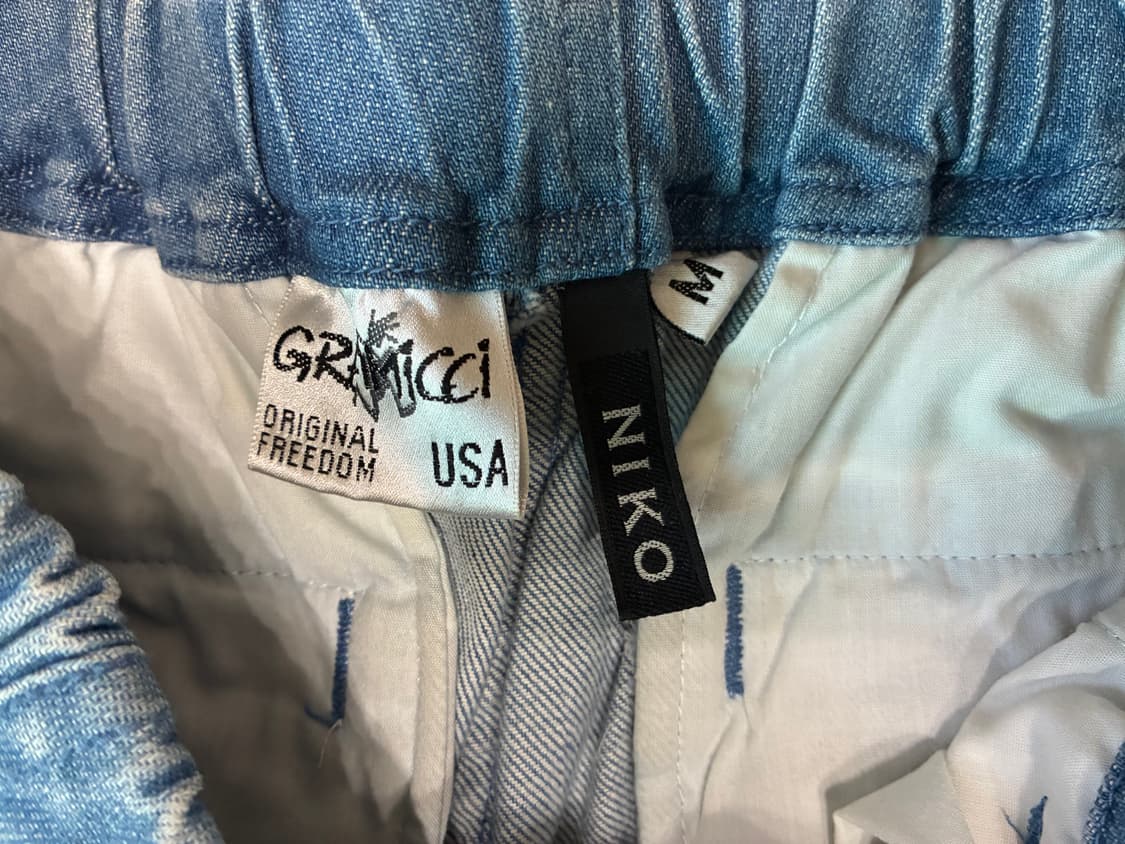 GRAMICCI
ORIGINAL
FREEDOM
USA
NIKO
M